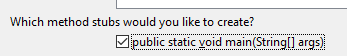 Which method stubs would you like to create?
public static void main(String[] args)